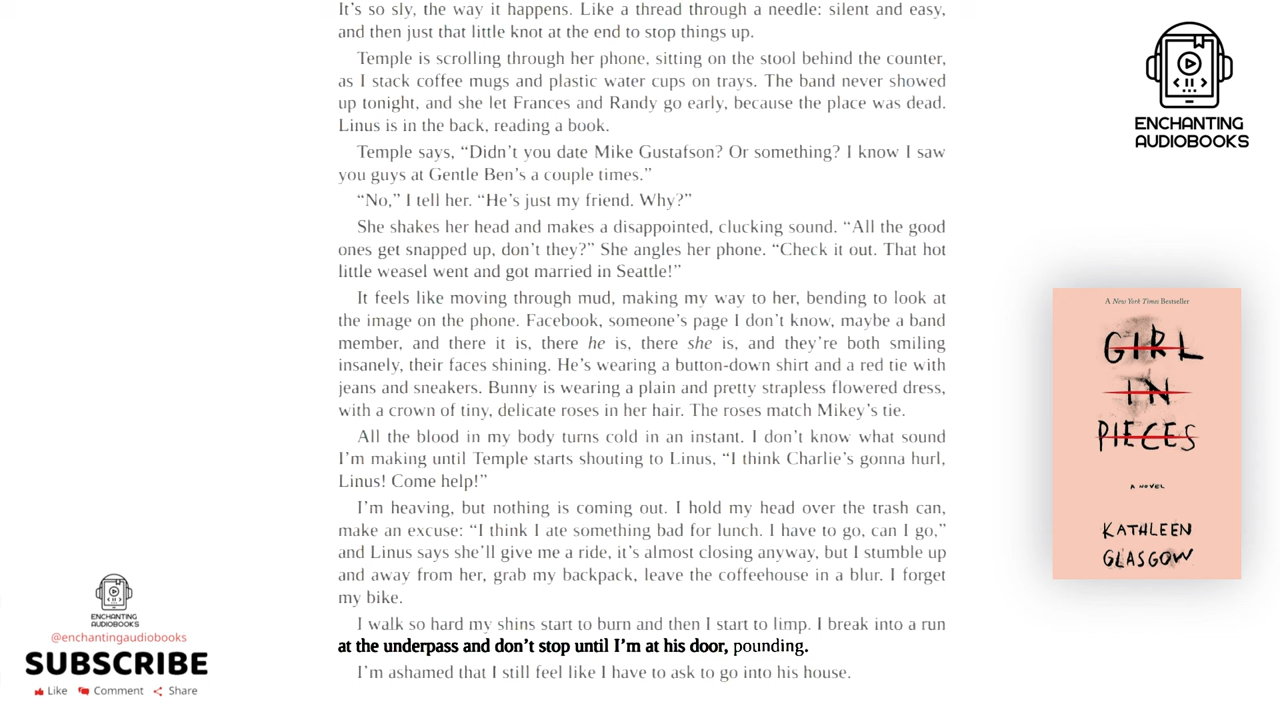 It's so sly, the way it happens. Like a thread through a needle: silent and easy,
and then just that little knot at the end to stop things up.
Temple is scrolling through her phone, sitting on the stool behind the counter,
as I stack coffee mugs and plastic water cups on trays. The band never showed
up tonight, and she let Frances and Randy go early, because the place was dead.
Linus is in the back, reading a book.
Temple says, “Didn't you date Mike Gustafson? Or something? I know I saw
you guys at Gentle Ben's a couple times.”
“No,” I tell her. “He's just my friend. Why?”
She shakes her head and makes a disappointed, clucking sound. “All the good
ones get snapped up, don't they?” She angles her phone. “Check it out. That hot
little weasel went and got married in Seattle!”
It feels like moving through mud, making my way to her, bending to look at
the image on the phone. Facebook, someone's page I don't know, maybe a band
member, and there it is, there he is, there she is, and they're both smiling
insanely, their faces shining. He's wearing a button-down shirt and a red tie with
jeans and sneakers. Bunny is wearing a plain and pretty strapless flowered dress,
with a crown of tiny, delicate roses in her hair. The roses match Mikey's tie.
All the blood in my body turns cold in an instant. I don't know what sound
I'm making until Temple starts shouting to Linus, “I think Charlie's gonna hurl,
Linus! Come help!”
I'm heaving, but nothing is coming out. I hold my head over the trash can,
make an excuse: “I think I ate something bad for lunch. I have to go, can I go,”
and Linus says she'll give me a ride, it's almost closing anyway, but I stumble up
and away from her, grab my backpack, leave the coffeehouse in a blur. I forget
my bike.
I walk so hard my shins start to burn and then I start to limp. I break into a run
at the underpass and don't stop until I'm at his door, pounding.
I'm ashamed that I still feel like I have to ask to go into his house.
ENCHANTING
AUDIOBOOKS
A New York Times Bestseller
GIRL
IN
PIECES
A NOVEL
KATHLEEN
GLASGOW
ENCHANTING
AUDIOBOOKS
@enchantingaudiobooks
SUBSCRIBE
Like Comment Share